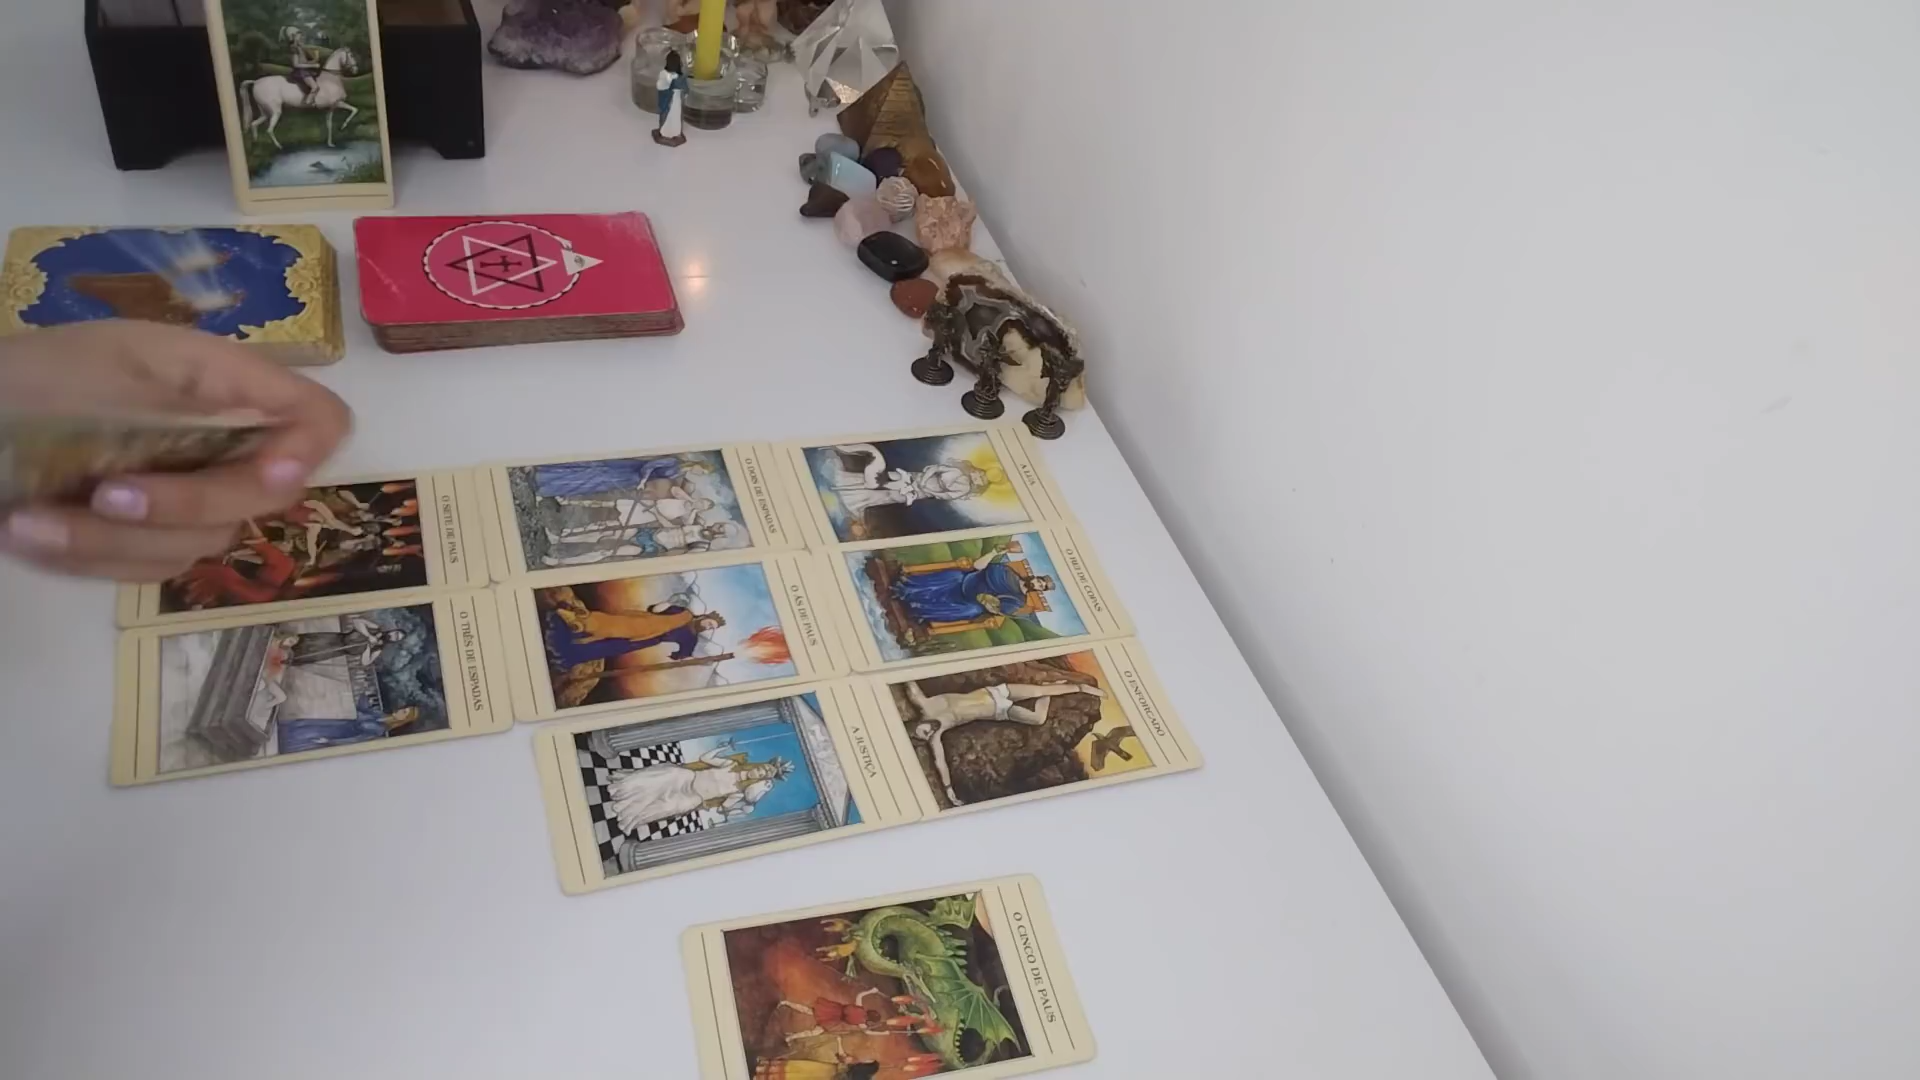 A LUA
O DOIS DE ESPADAS
O SETE DE PAUS
O REI DE COPAS
O ÁS DE PAUS
O TRÊS DE ESPADAS
O ENFORCADO
A JUSTIÇA
O CINCO DE PAUS